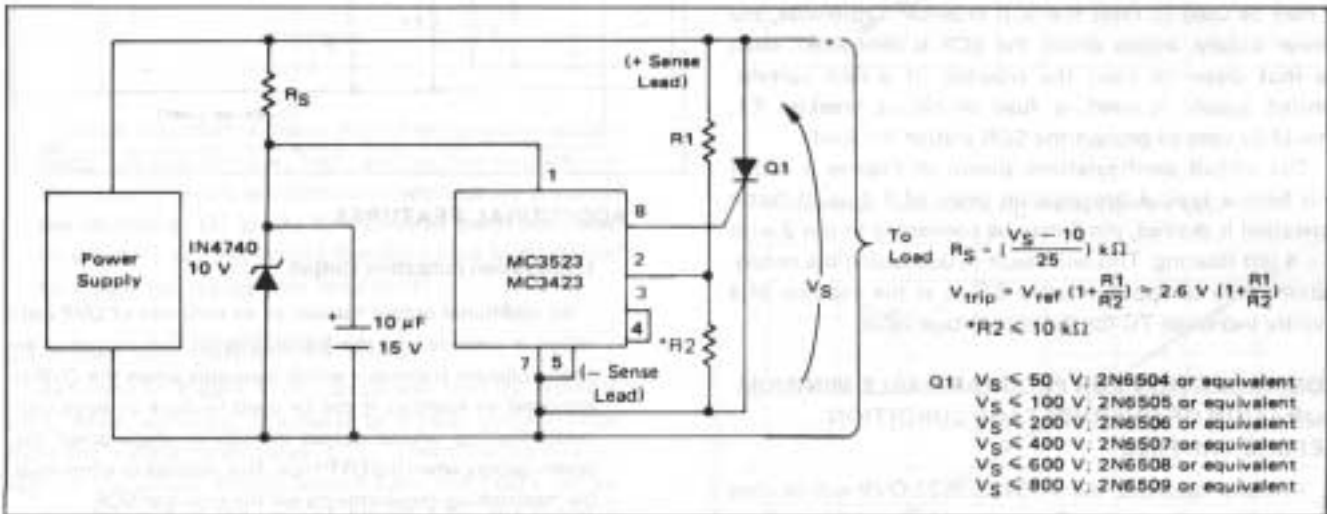 (+ Sense
Lead)
RS
R1
Q1
1
8
2
3
4
7
5
IN4740
10 V
Power
Supply
MC3523
MC3423
+
10 μF
15 V
*R2
(– Sense
Lead)
VS
+
To
Load
RS = (VS – 10 / 25) kΩ
Vtrip = Vref (1+R1/R2) ≈ 2.6 V (1+R1/R2)
*R2 ≤ 10 kΩ
Q1: VS ≤ 50 V; 2N6504 or equivalent
VS ≤ 100 V; 2N6505 or equivalent
VS ≤ 200 V; 2N6506 or equivalent
VS ≤ 400 V; 2N6507 or equivalent
VS ≤ 600 V; 2N6508 or equivalent
VS ≤ 800 V; 2N6509 or equivalent